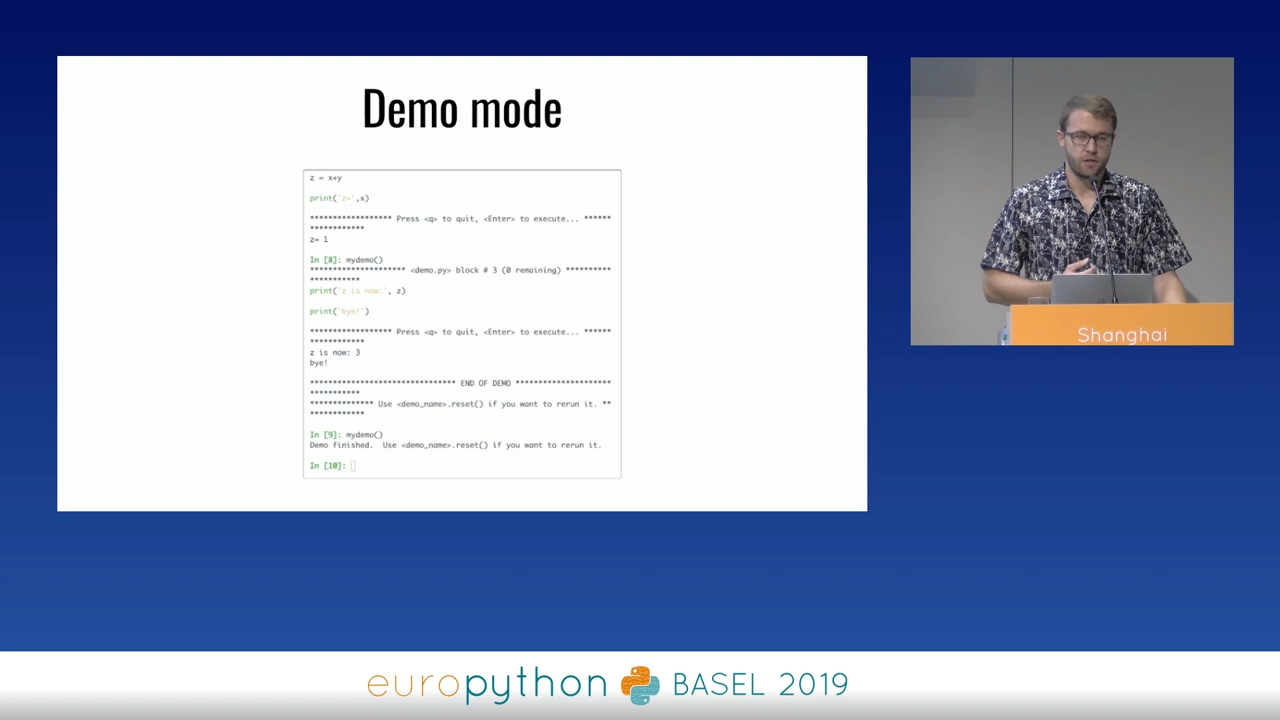 Demo mode
z = x+y
print('z=',x)
****************** Press <q> to quit, <Enter> to execute... ******
************
z= 1
In [8]: mydemo()
********************* <demo.py> block # 3 (0 remaining) **********
***********
print('z is now:', z)
print('bye!')
****************** Press <q> to quit, <Enter> to execute... ******
************
z is now: 3
bye!
******************************** END OF DEMO *********************
***********
************** Use <demo_name>.reset() if you want to rerun it. **
************
In [9]: mydemo()
Demo finished.  Use <demo_name>.reset() if you want to rerun it.
In [10]:
Shanghai
europython BASEL 2019